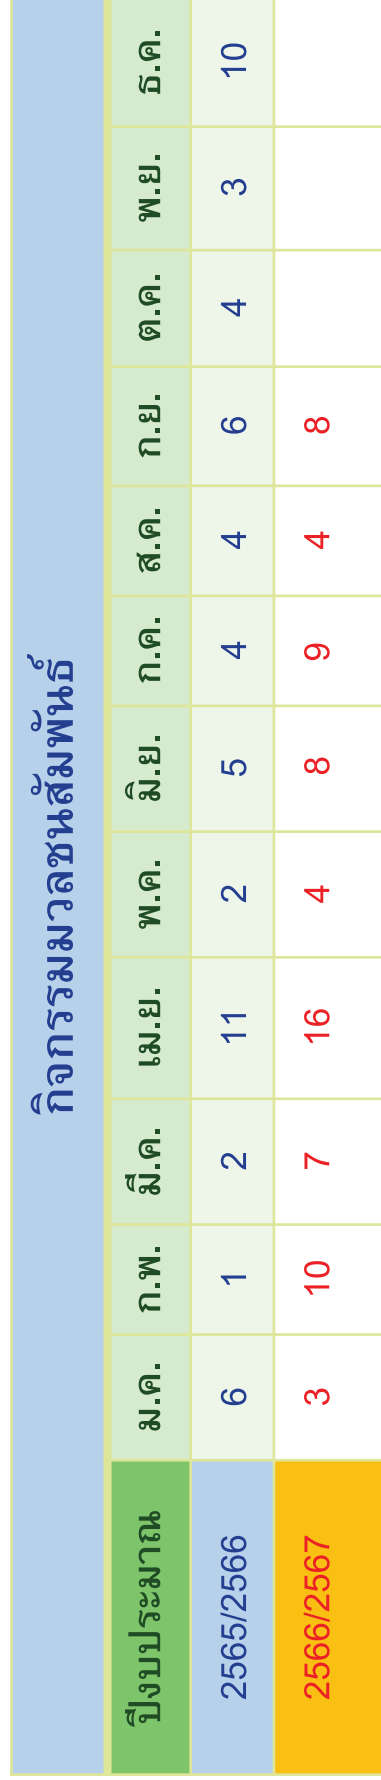 กิจกรรมมวลชนสัมพันธ์
ปีงบประมาณ ม.ค. ก.พ. มี.ค. เม.ย. พ.ค. มิ.ย. ก.ค. ส.ค. ก.ย. ต.ค. พ.ย. ธ.ค.
2565/2566 6 1 2 11 2 5 4 4 6 4 3 10
2566/2567 3 10 7 16 4 8 9 4 8